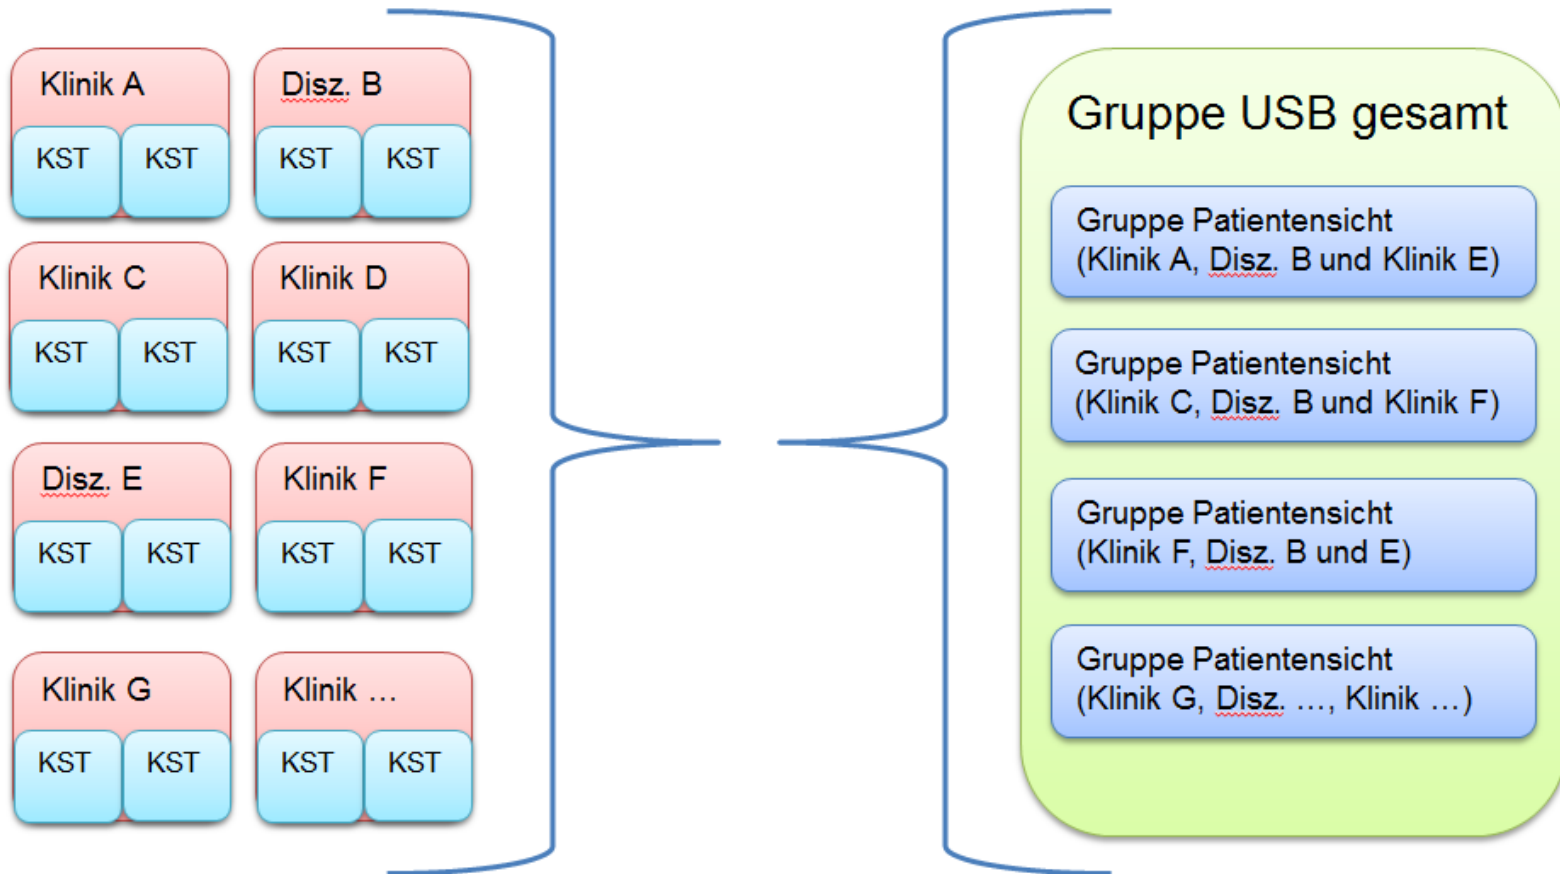 Klinik A
KST KST
Disz. B
KST KST
Klinik C
KST KST
Klinik D
KST KST
Disz. E
KST KST
Klinik F
KST KST
Klinik G
KST KST
Klinik ...
KST KST
Gruppe USB gesamt
Gruppe Patientensicht
(Klinik A, Disz. B und Klinik E)
Gruppe Patientensicht
(Klinik C, Disz. B und Klinik F)
Gruppe Patientensicht
(Klinik F, Disz. B und E)
Gruppe Patientensicht
(Klinik G, Disz. ..., Klinik ...)